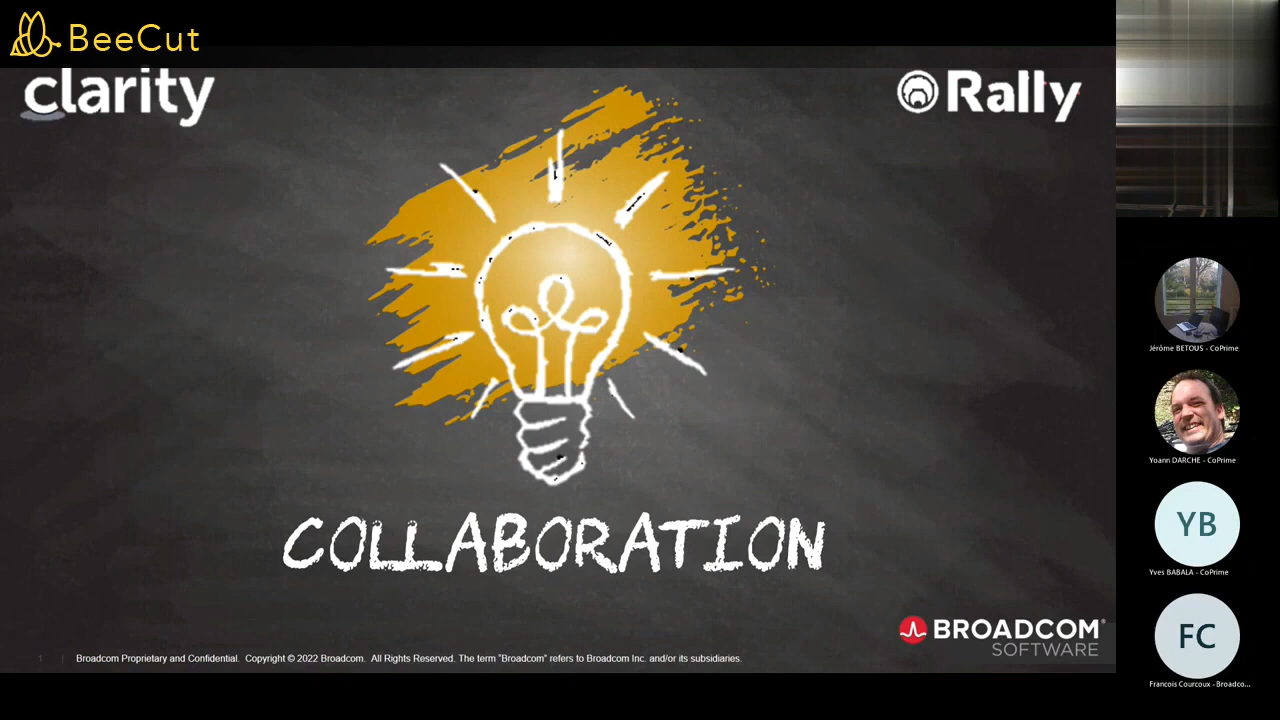 BeeCut
clarity
Rally
COLLABORATION
BROADCOM®
SOFTWARE
1 | Broadcom Proprietary and Confidential. Copyright © 2022 Broadcom. All Rights Reserved. The term "Broadcom" refers to Broadcom Inc. and/or its subsidiaries.
Jérôme BETOUS - CoPrime
Yoann DARCHE - CoPrime
YB
Yves BABALA - CoPrime
FC
Francois Courcoux - Broadco...